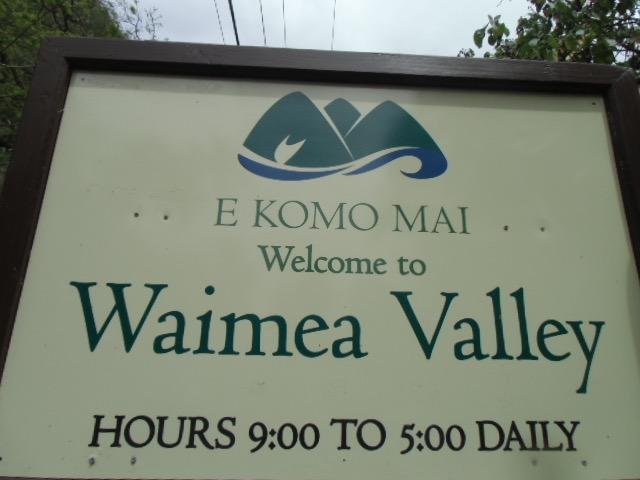 E KOMO MAI
Welcome to
Waimea Valley
HOURS 9:00 TO 5:00 DAILY